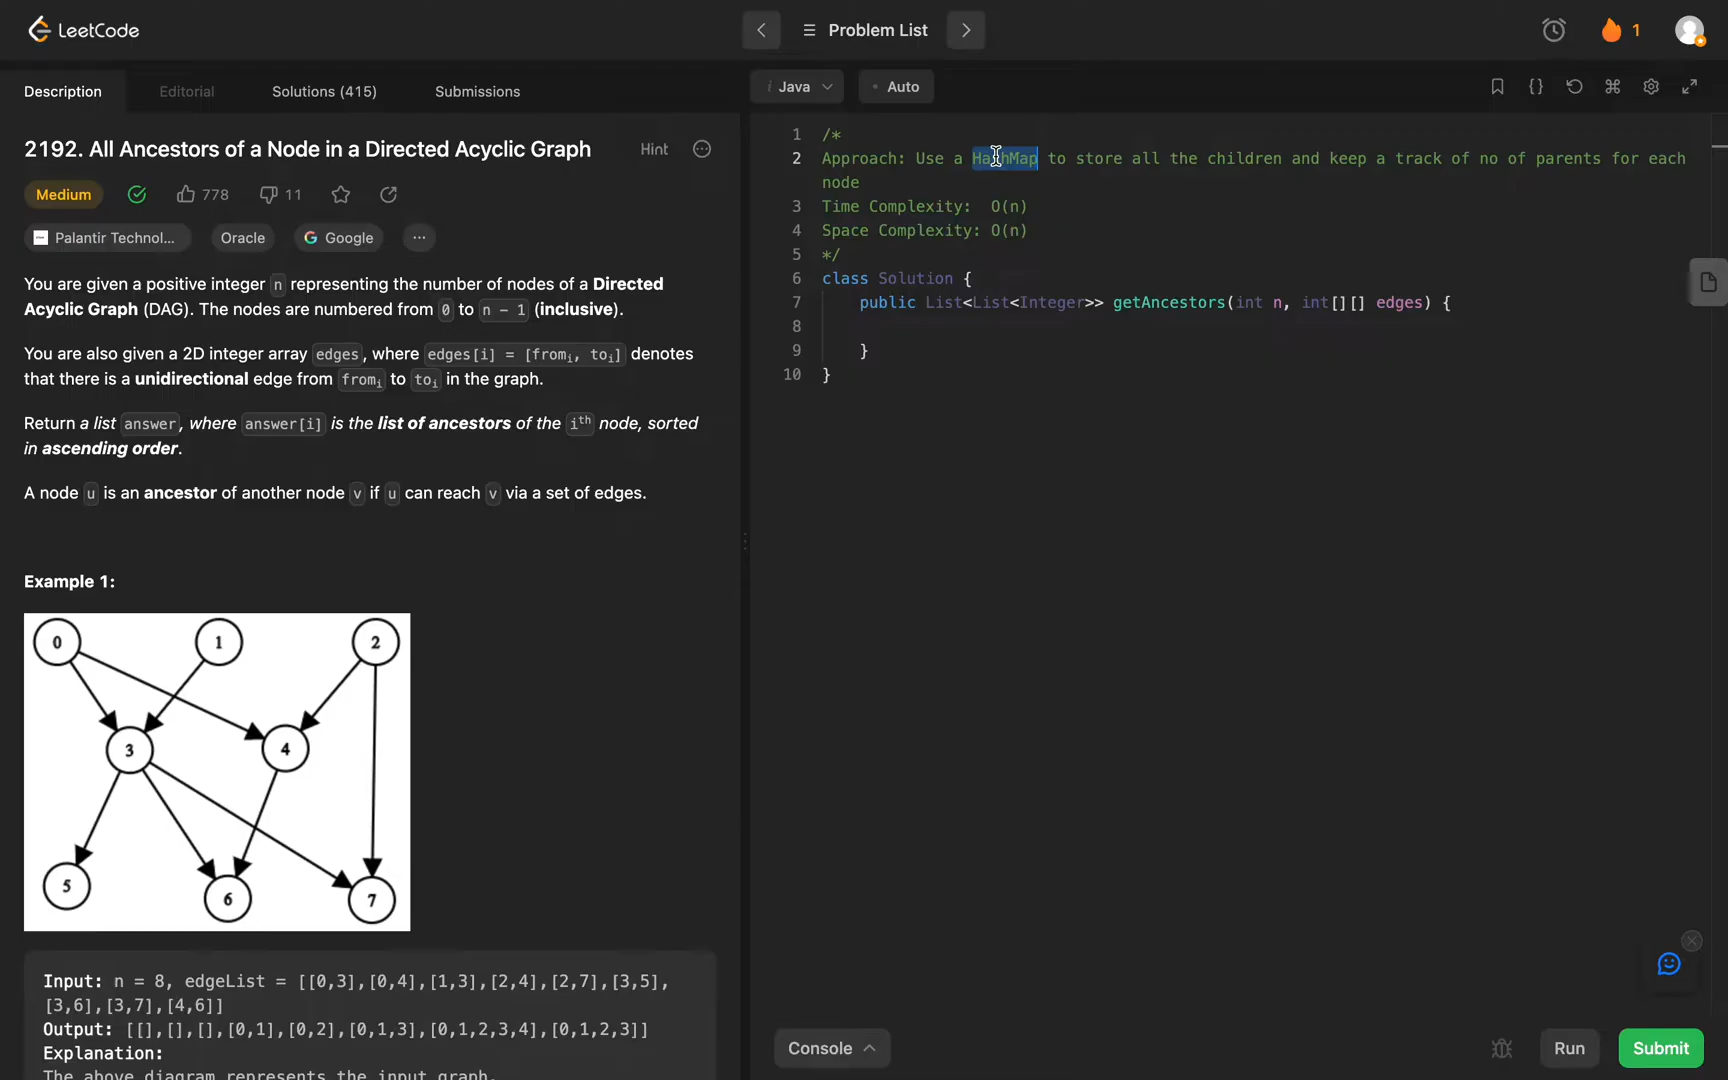 LeetCode
Problem List
1
Description
Editorial
Solutions (415)
Submissions
2192. All Ancestors of a Node in a Directed Acyclic Graph
Hint
Medium
778
11
Palantir Technol...
Oracle
Google
...
You are given a positive integer n representing the number of nodes of a Directed
Acyclic Graph (DAG). The nodes are numbered from 0 to n - 1 (inclusive).
You are also given a 2D integer array edges, where edges[i] = [fromi, toi] denotes
that there is a unidirectional edge from fromi to toi in the graph.
Return a list answer, where answer[i] is the list of ancestors of the ith node, sorted
in ascending order.
A node u is an ancestor of another node v if u can reach v via a set of edges.
Example 1:
0 1 2
3 4
5 6 7
Input: n = 8, edgeList = [[0,3],[0,4],[1,3],[2,4],[2,7],[3,5],
[3,6],[3,7],[4,6]]
Output: [[],[],[],[0,1],[0,2],[0,1,3],[0,1,2,3,4],[0,1,2,3]]
Explanation:
The above diagram represents the input graph.
i Java
Auto
1 /*
2 Approach: Use a HashMap to store all the children and keep a track of no of parents for each
node
3 Time Complexity: O(n)
4 Space Complexity: O(n)
5 */
6 class Solution {
7 public List<List<Integer>> getAncestors(int n, int[][] edges) {
8
9 }
10 }
Console
Run
Submit